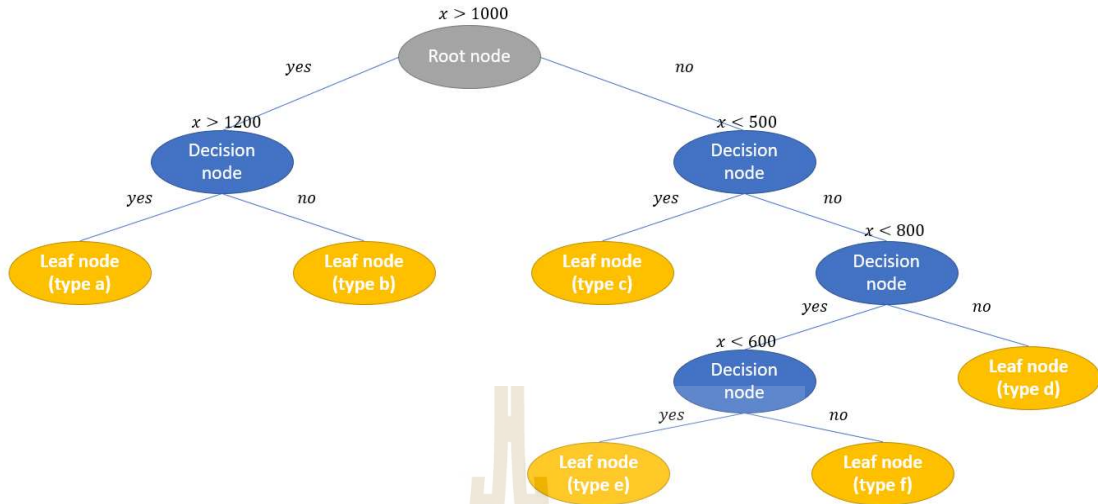 x > 1000
Root node
yes
no
x > 1200
Decision
node
x < 500
Decision
node
yes
no
yes
no
Leaf node
(type a)
Leaf node
(type b)
Leaf node
(type c)
x < 800
Decision
node
yes
no
x < 600
Decision
node
Leaf node
(type d)
yes
no
Leaf node
(type e)
Leaf node
(type f)